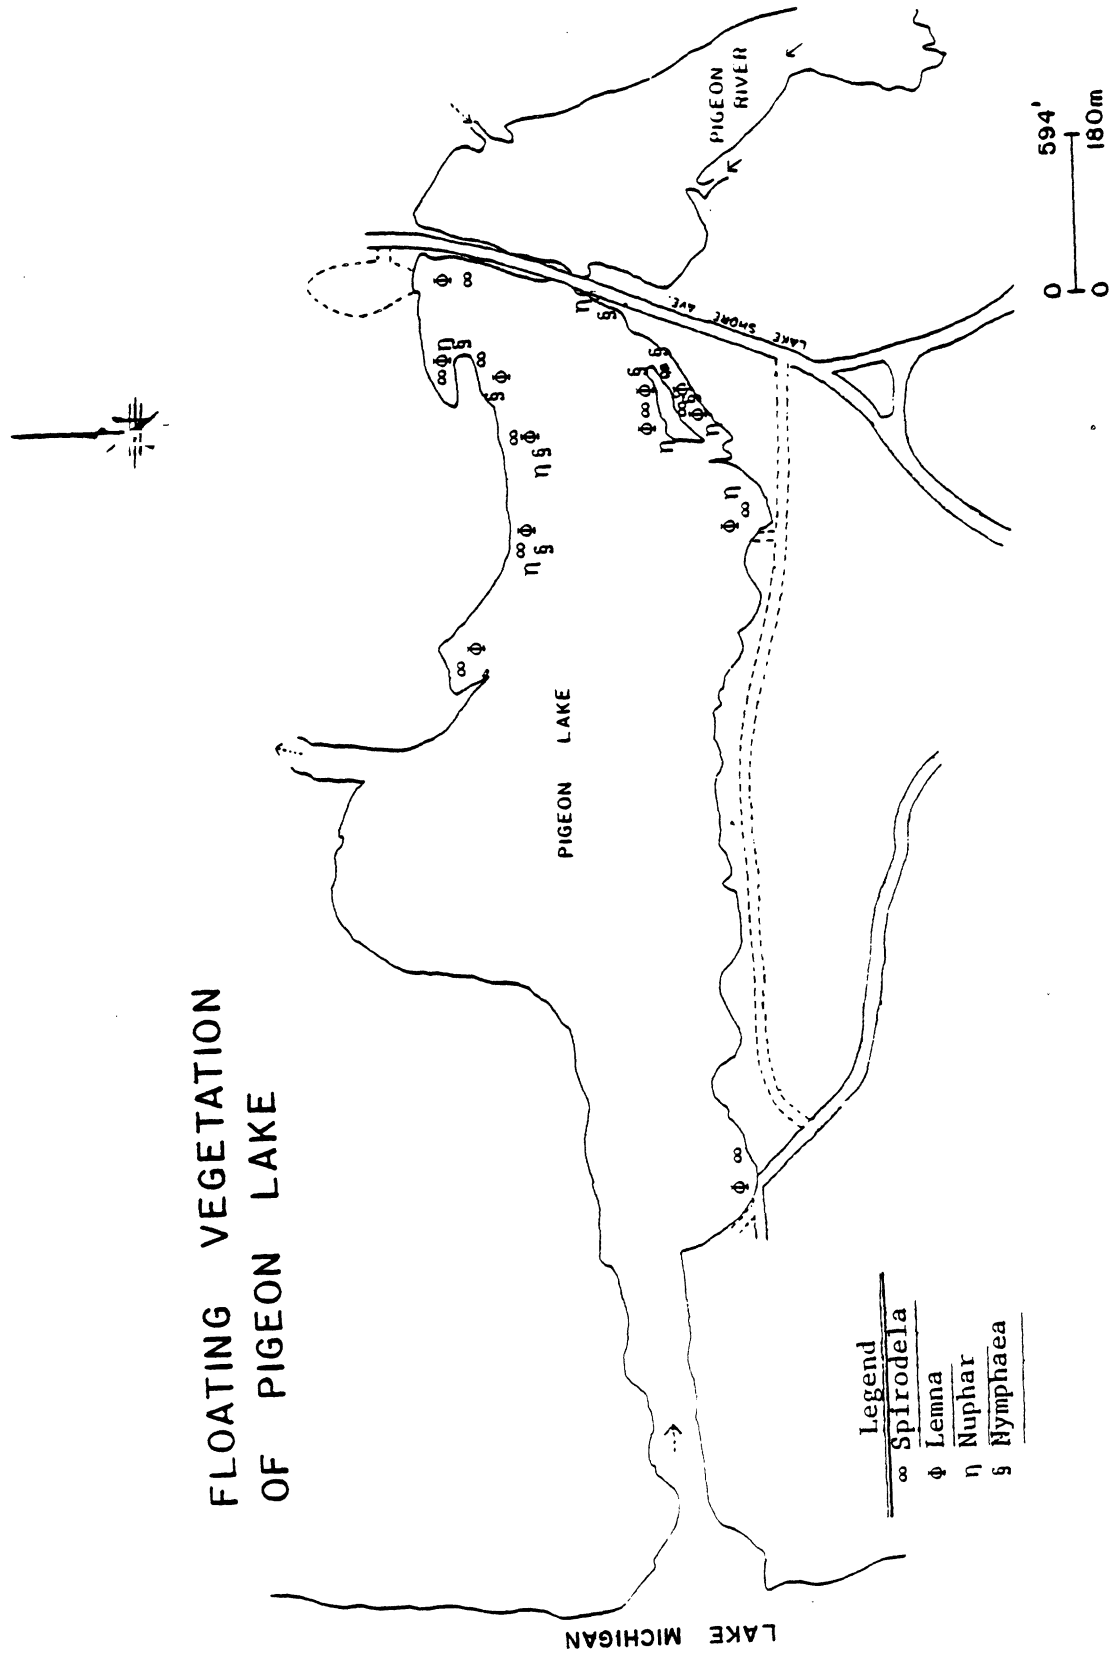 FLOATING VEGETATION
OF PIGEON LAKE
PIGEON
RIVER
LAKE SHORE AVE.
PIGEON LAKE
LAKE MICHIGAN
Legend
∞ Spirodela
Φ Lemna
η Nuphar
§ Nymphaea
0 594'
0 180m